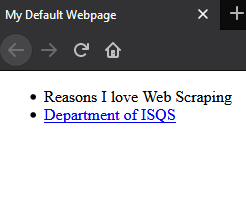 My Default Webpage
Reasons I love Web Scraping
Department of ISQS